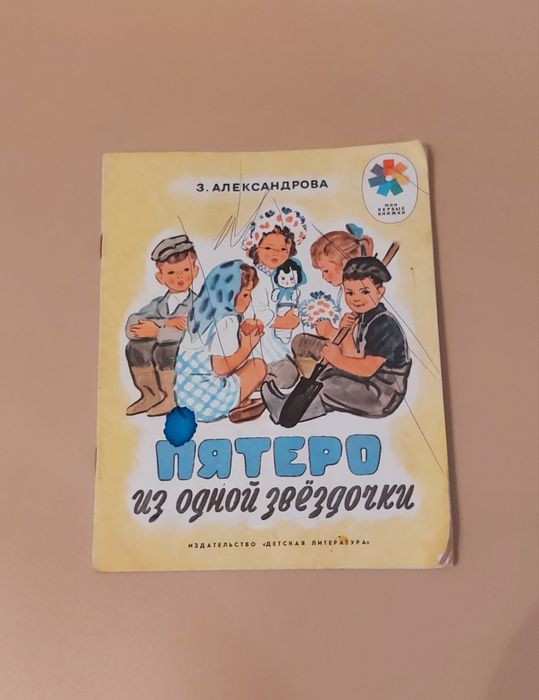 З. АЛЕКСАНДРОВА
МОИ
ПЕРВЫЕ
КНИЖКИ
ПЯТЕРО
из одной звёздочки
ИЗДАТЕЛЬСТВО «ДЕТСКАЯ ЛИТЕРАТУРА»